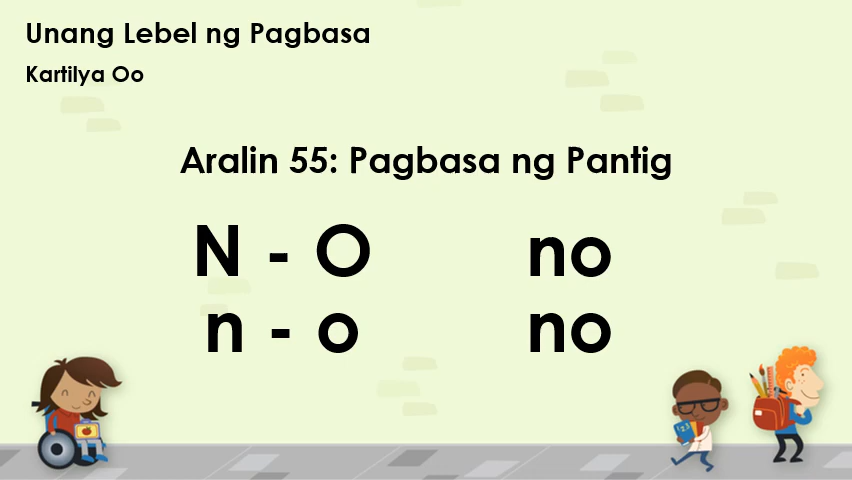 Unang Lebel ng Pagbasa
Kartilya Oo
Aralin 55: Pagbasa ng Pantig
N - O no
n - o no